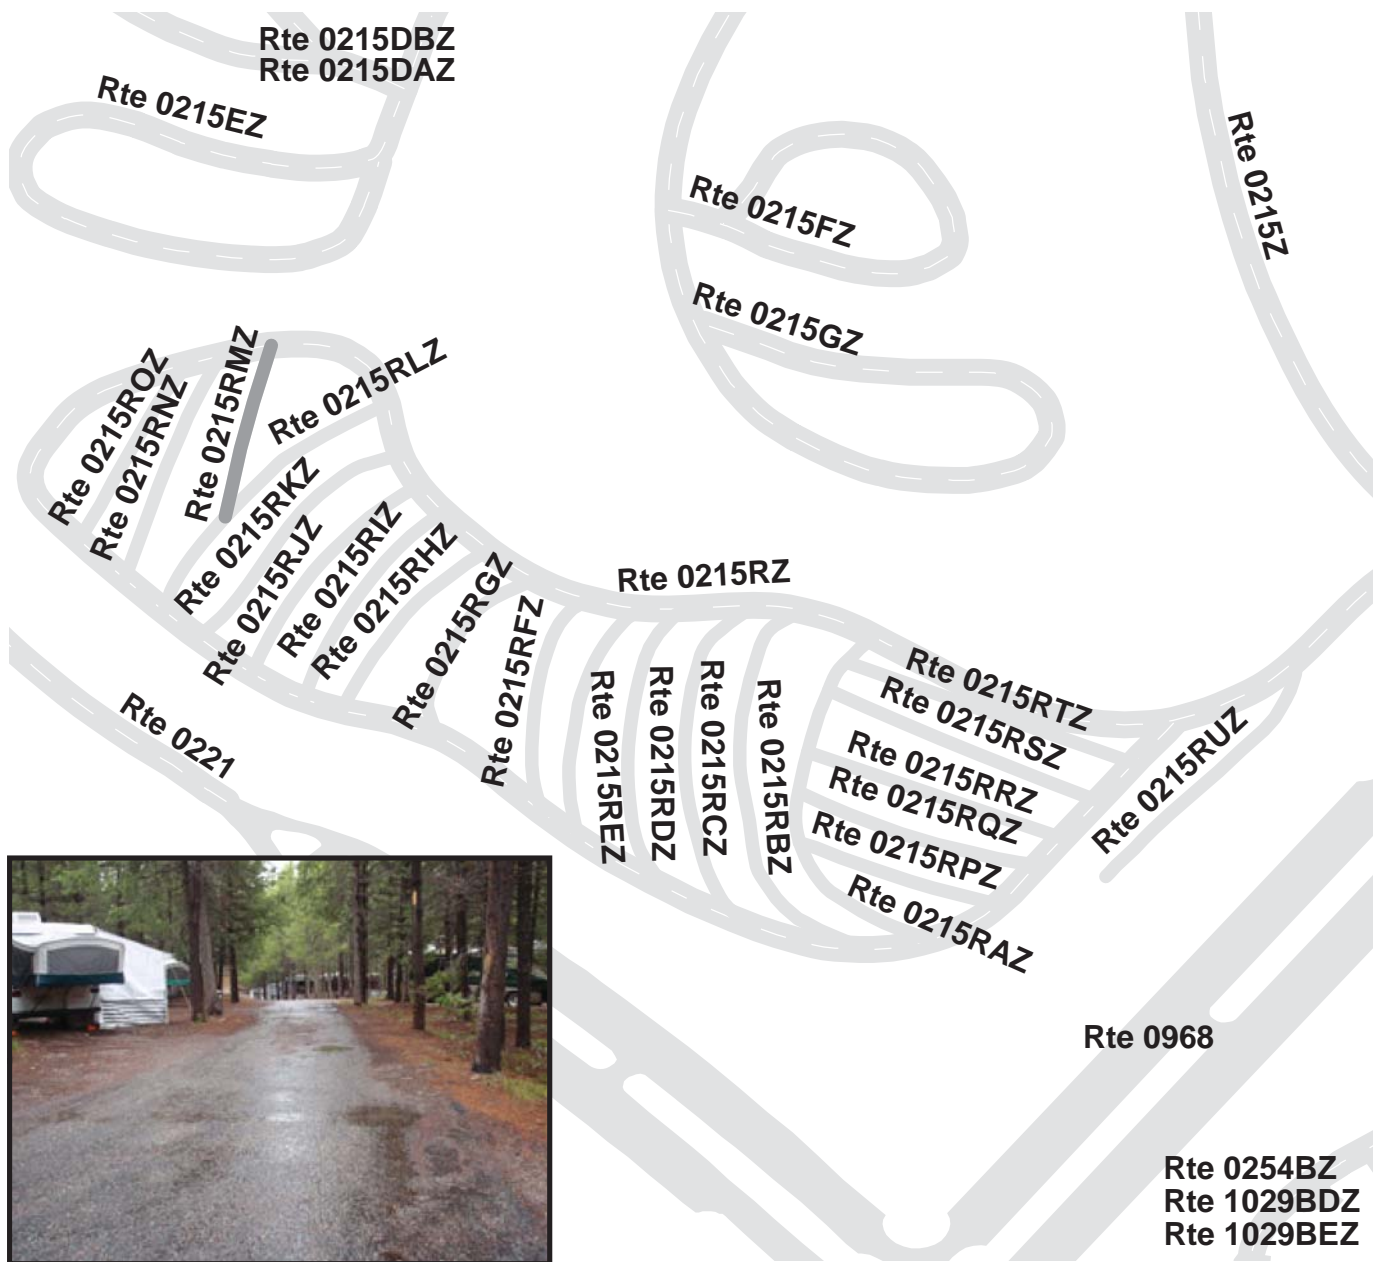 Rte 0215DBZ
Rte 0215DAZ
Rte 0215EZ
Rte 0215Z
Rte 0215FZ
Rte 0215GZ
Rte 0215ROZ
Rte 0215RNZ
Rte 0215RMZ
Rte 0215RLZ
Rte 0215RKZ
Rte 0215RJZ
Rte 0215RIZ
Rte 0215RHZ
Rte 0215RGZ
Rte 0215RFZ
Rte 0215RZ
Rte 0215REZ
Rte 0215RDZ
Rte 0215RCZ
Rte 0215RBZ
Rte 0215RTZ
Rte 0215RSZ
Rte 0215RRZ
Rte 0215RQZ
Rte 0215RPZ
Rte 0215RAZ
Rte 0215RUZ
Rte 0221
Rte 0968
Rte 0254BZ
Rte 1029BDZ
Rte 1029BEZ